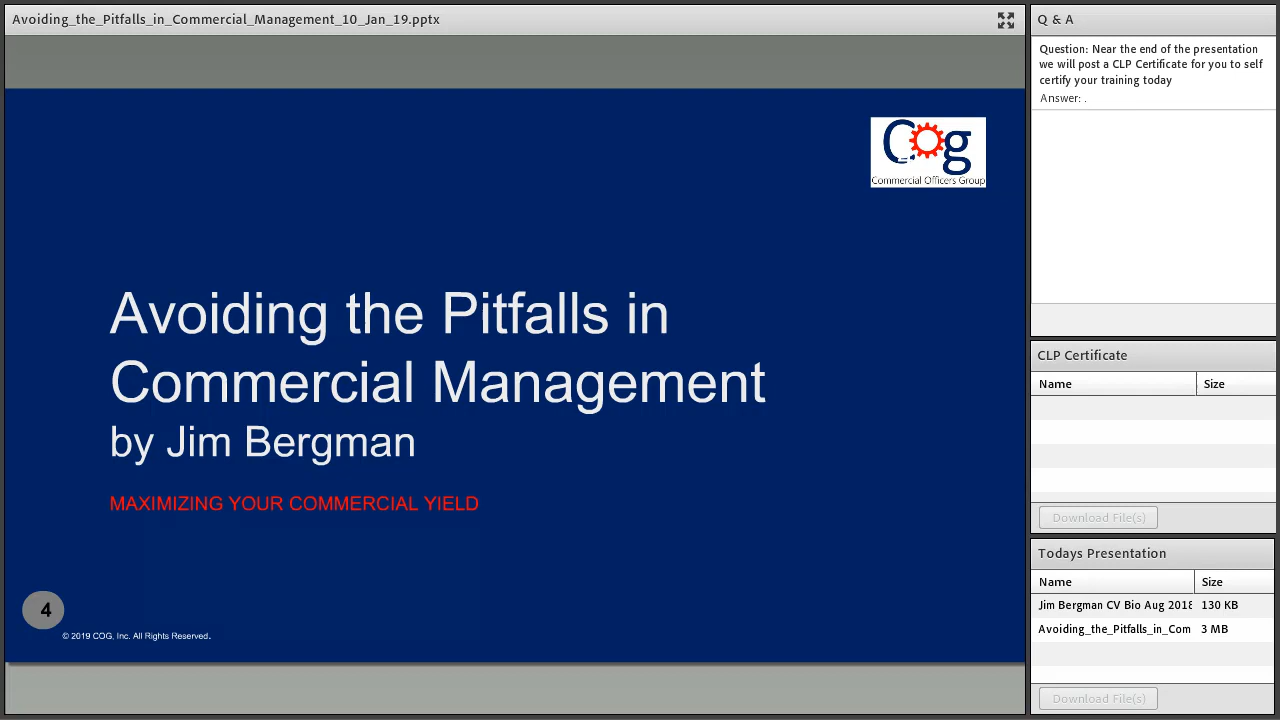 Avoiding_the_Pitfalls_in_Commercial_Management_10_Jan_19.pptx
Cog
Commercial Officers Group
Avoiding the Pitfalls in
Commercial Management
by Jim Bergman
MAXIMIZING YOUR COMMERCIAL YIELD
4
© 2019 COG, Inc. All Rights Reserved.
Q & A
Question: Near the end of the presentation
we will post a CLP Certificate for you to self
certify your training today
Answer: .
CLP Certificate
Name Size
Download File(s)
Todays Presentation
Name Size
Jim Bergman CV Bio Aug 2018 130 KB
Avoiding_the_Pitfalls_in_Com 3 MB
Download File(s)